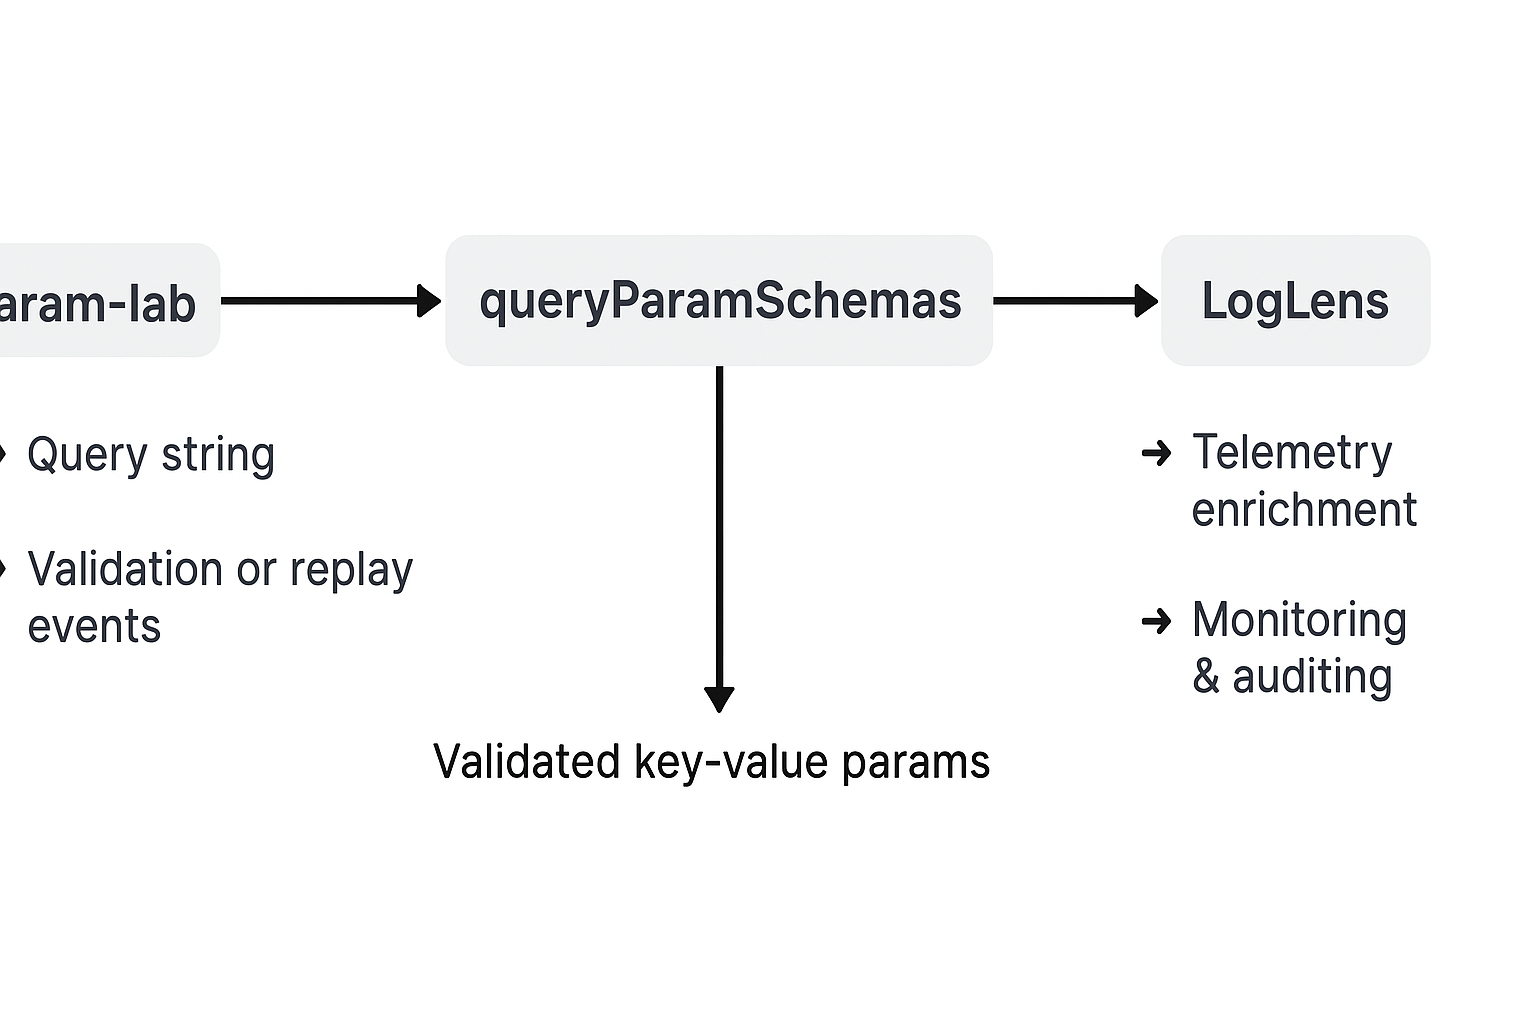 aram-lab
queryParamSchemas
LogLens
Query string
Validation or replay
events
➔ Telemetry
enrichment
➔ Monitoring
& auditing
Validated key-value params